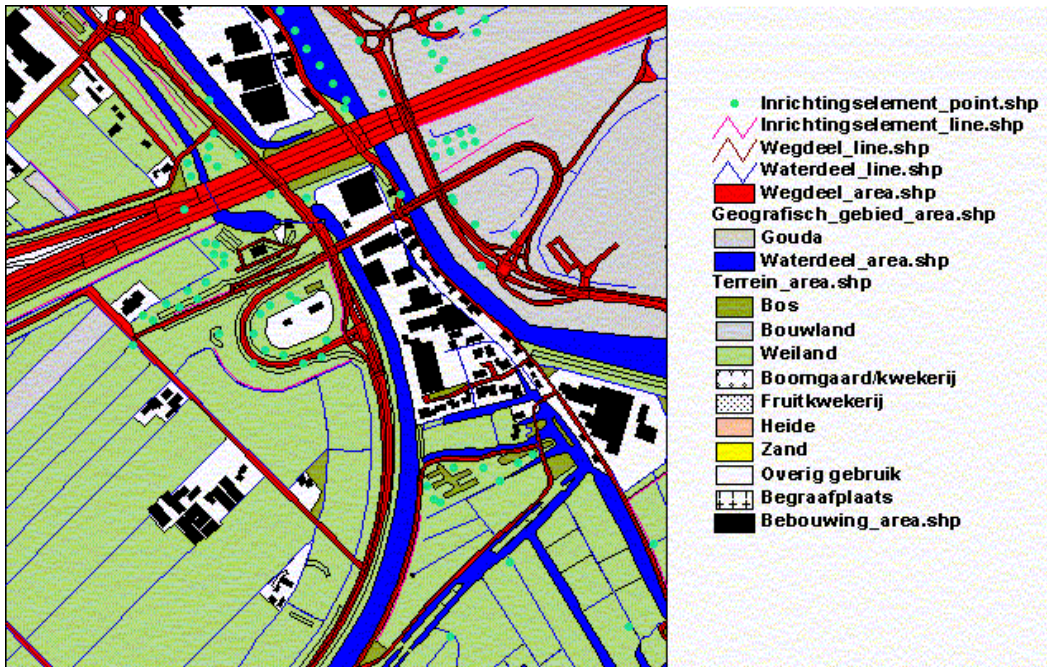 Inrichtingselement_point.shp
Inrichtingselement_line.shp
Wegdeel_line.shp
Waterdeel_line.shp
Wegdeel_area.shp
Geografisch_gebied_area.shp
Gouda
Waterdeel_area.shp
Terrein_area.shp
Bos
Bouwland
Weiland
Boomgaard/kwekerij
Fruitkwekerij
Heide
Zand
Overig gebruik
Begraafplaats
Bebouwing_area.shp